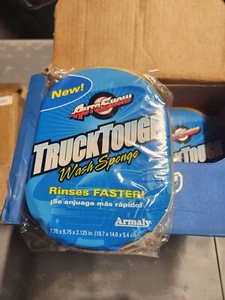 New!
AutoShow
TRUCKTOUGH
Wash Sponge
Rinses FASTER!
¡Se enjuaga más rápido!
Armaly
7.75 x 5.75 x 2.125 in. (19.7 x 14.6 x 5.4 cm)